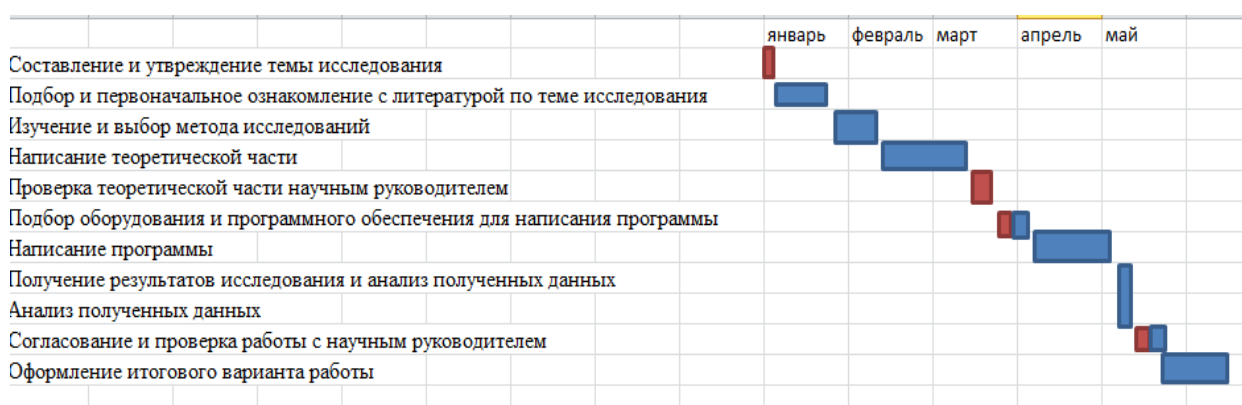 январь февраль март апрель май
Составление и утвреждение темы исследования
Подбор и первоначальное ознакомление с литературой по теме исследования
Изучение и выбор метода исследований
Написание теоретической части
Проверка теоретической части научным руководителем
Подбор оборудования и программного обеспечения для написания программы
Написание программы
Получение результатов исследования и анализ полученных данных
Анализ полученных данных
Согласование и проверка работы с научным руководителем
Оформление итогового варианта работы